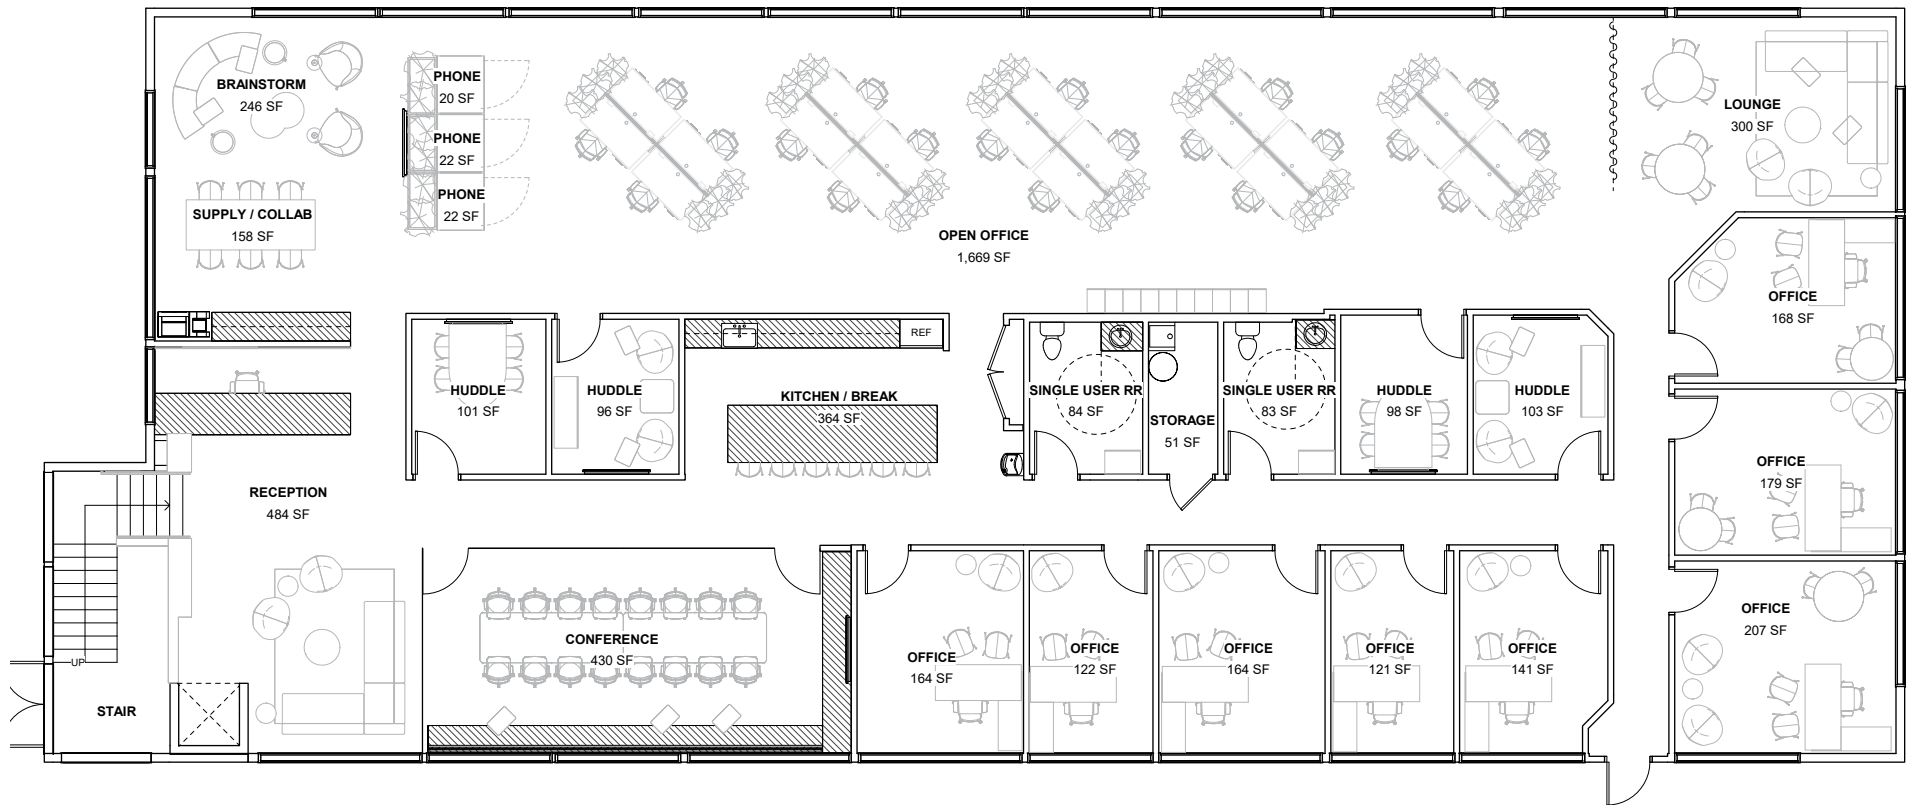 BRAINSTORM
246 SF
PHONE
20 SF
PHONE
22 SF
PHONE
22 SF
SUPPLY / COLLAB
158 SF
OPEN OFFICE
1,669 SF
LOUNGE
300 SF
OFFICE
168 SF
HUDDLE
101 SF
HUDDLE
96 SF
REF
KITCHEN / BREAK
364 SF
SINGLE USER RR
84 SF
STORAGE
51 SF
SINGLE USER RR
83 SF
HUDDLE
98 SF
HUDDLE
103 SF
OFFICE
179 SF
RECEPTION
484 SF
UP
STAIR
CONFERENCE
430 SF
OFFICE
164 SF
OFFICE
122 SF
OFFICE
164 SF
OFFICE
121 SF
OFFICE
141 SF
OFFICE
207 SF